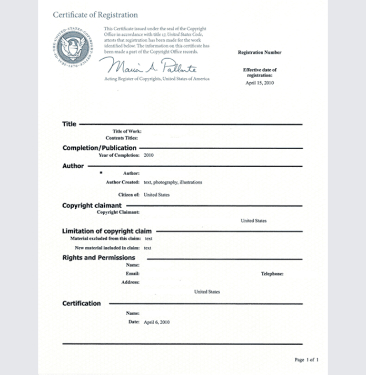 Certificate of Registration
This Certificate issued under the seal of the Copyright
Office in accordance with title 17, United States Code,
attests that registration has been made for the work
identified below. The information on this certificate has
been made a part of the Copyright Office records.
Acting Register of Copyrights, United States of America
Registration Number
Effective date of
registration:
April 15, 2010
Title
Title of Work:
Contents Titles:
Completion/Publication
Year of Completion: 2010
Author
Author:
Author Created: text, photography, illustrations
Citizen of: United States
Copyright claimant
Copyright Claimant:
United States
Limitation of copyright claim
Material excluded from this claim: text
New material included in claim: text
Rights and Permissions
Name:
Email: Telephone:
Address:
United States
Certification
Name:
Date: April 6, 2010
Page 1 of 1